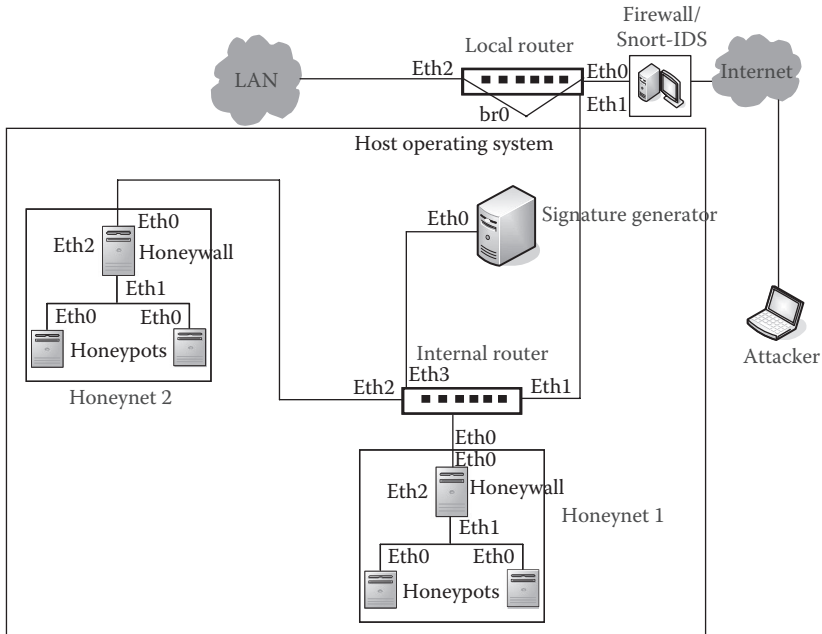 Firewall/
Snort-IDS
Local router
LAN
Eth2
Eth0
Internet
Eth1
br0
Host operating system
Eth0
Eth0
Signature generator
Eth2
Honeywall
Eth1
Eth0
Eth0
Honeypots
Internal router
Attacker
Eth3
Eth2
Eth1
Honeynet 2
Eth0
Eth0
Eth2
Honeywall
Honeynet 1
Eth1
Eth0
Eth0
Honeypots